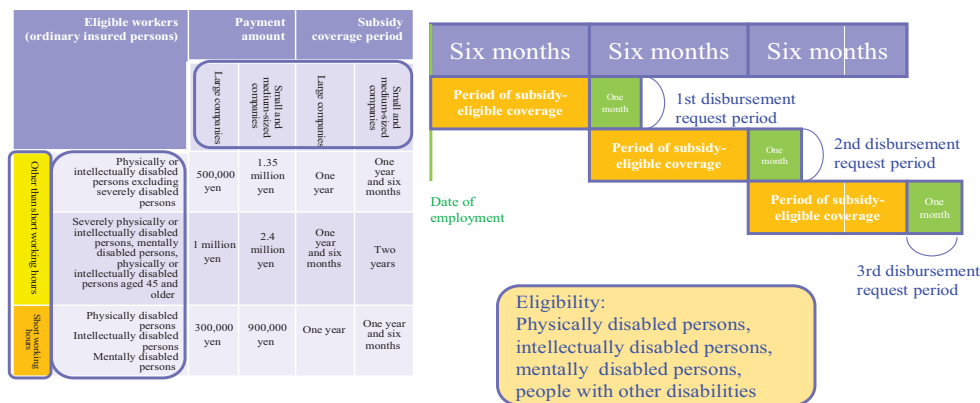 Eligible workers
(ordinary insured persons)
Payment
amount
Subsidy
coverage period
Large companies
Small and
medium-sized
companies
Large companies
Small and
medium-sized
companies
Other than short working hours
Physically or
intellectually disabled
persons excluding
severely disabled
persons
500,000
yen
1.35
million
yen
One
year
One
year
and six
months
Severely physically or
intellectually disabled
persons, mentally
disabled persons,
physically or
intellectually disabled
persons aged 45 and
older
1 million
yen
2.4
million
yen
One
year
and six
months
Two
years
Short working
hours
Physically disabled
persons
Intellectually disabled
persons
Mentally disabled
persons
300,000
yen
900,000
yen
One year
One year
and six
months
Six months
Six months
Six months
Period of subsidy-
eligible coverage
One
month
1st disbursement
request period
Period of subsidy-
eligible coverage
One
month
2nd disbursement
request period
Period of subsidy-
eligible coverage
One
month
3rd disbursement
request period
Date of
employment
Eligibility:
Physically disabled persons,
intellectually disabled persons,
mentally disabled persons,
people with other disabilities